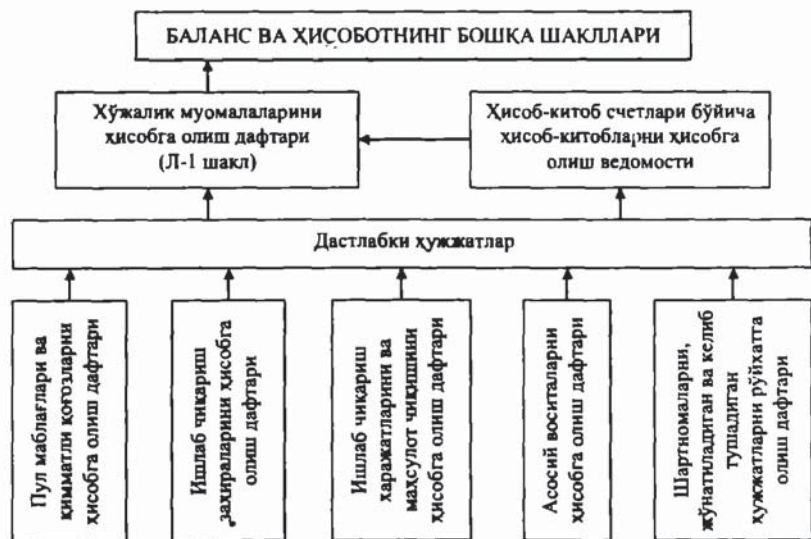 БАЛАНС ВА ҲИСОБОТНИНГ БОШҚА ШАКЛЛАРИ
Хўжалик муомалаларини
ҳисобга олиш дафтари
(Л-1 шакл)
Ҳисоб-китоб счетлари бўйича
ҳисоб-китобларни ҳисобга
олиш ведомости
Дастлабки ҳужжатлар
Пул маблағлари ва
қимматли қоғозларни
ҳисобга олиш дафтари
Ишлаб чиқариш
захираларини ҳисобга
олиш дафтари
Ишлаб чиқариш
харажатларини ва
маҳсулот чиқишини
ҳисобга олиш дафтари
Асосий воситаларни
ҳисобга олиш дафтари
Шартномаларни,
жўнатиладиган ва келиб
тушадиган
ҳужжатларни рўйхатга
олиш дафтари